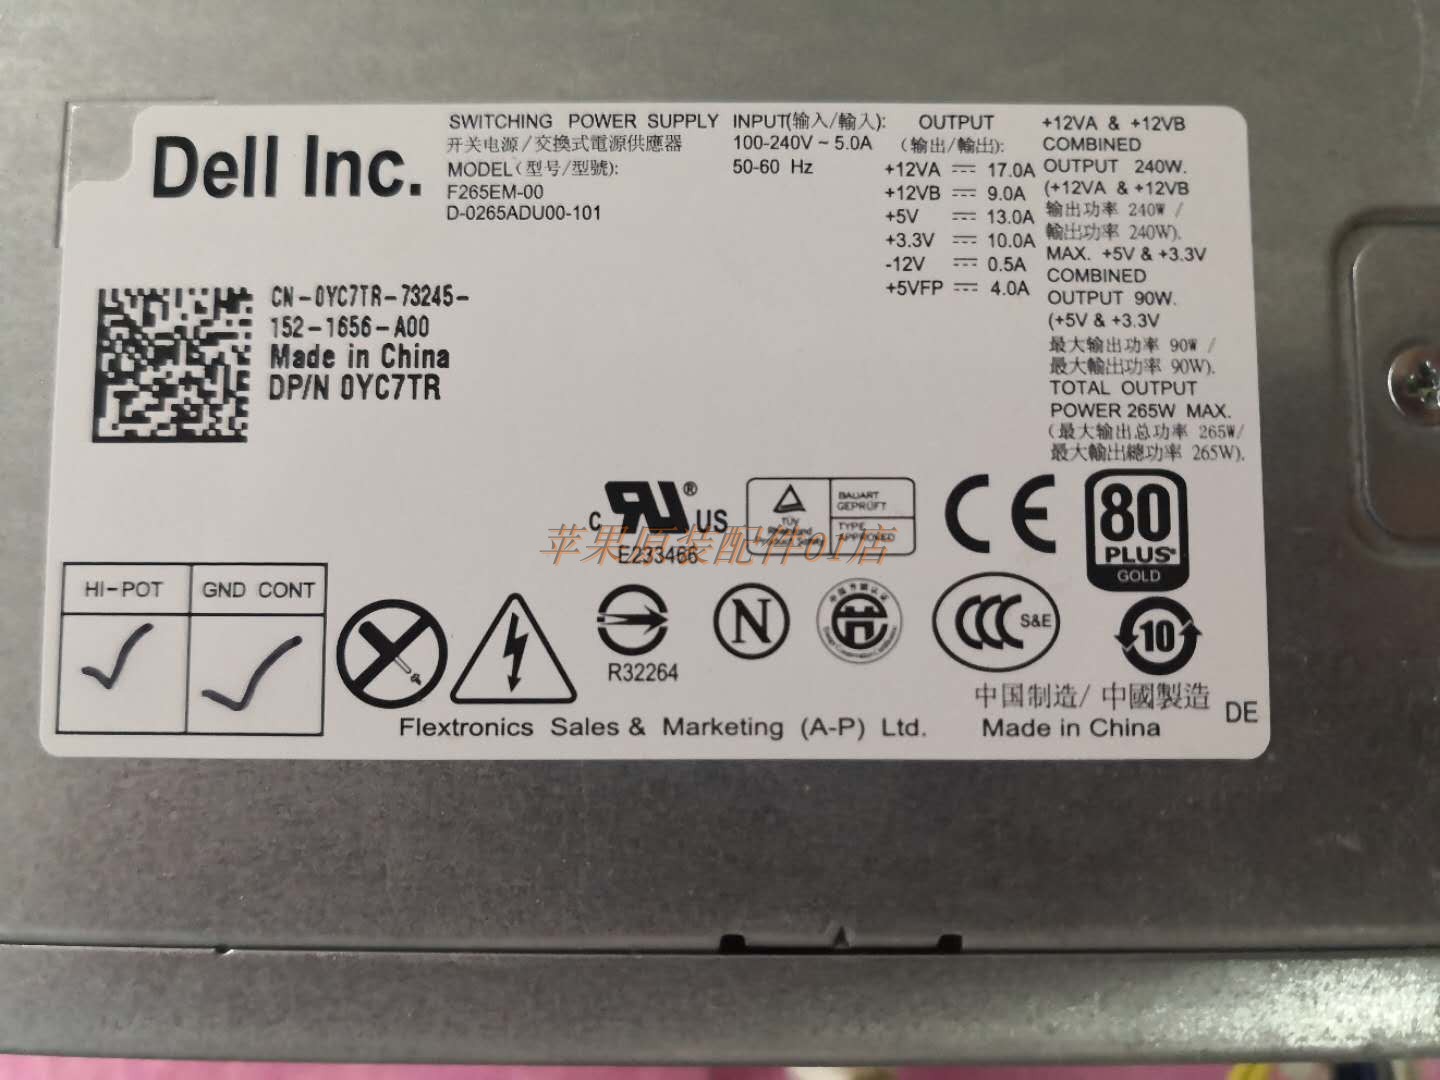 Dell Inc.
SWITCHING POWER SUPPLY
开关电源/交換式電源供應器
MODEL(型号/型號):
F265EM-00
D-0265ADU00-101
INPUT(输入/輸入):
100-240V ~ 5.0A
50-60 Hz
OUTPUT
(输出/輸出):
+12VA 17.0A
+12VB 9.0A
+5V 13.0A
+3.3V 10.0A
-12V 0.5A
+5VFP 4.0A
+12VA & +12VB
COMBINED
OUTPUT 240W.
(+12VA & +12VB
输出功率 240W /
輸出功率 240W).
MAX. +5V & +3.3V
COMBINED
OUTPUT 90W.
(+5V & +3.3V
最大输出功率 90W /
最大輸出功率 90W).
TOTAL OUTPUT
POWER 265W MAX.
(最大输出总功率 265W/
最大輸出總功率 265W).
CN-0YC7TR-73245-
152-1656-A00
Made in China
DP/N 0YC7TR
c RU ® US
E233466
TÜV
Rheinland
Product Safety
BAUART
GEPRÜFT
TYPE
APPROVED
CE
80
PLUS®
GOLD
苹果原装配件01店
HI-POT GND CONT
R32264
N
CCC S&E
10
中国制造/ 中國製造
Flextronics Sales & Marketing (A-P) Ltd. Made in China
DE